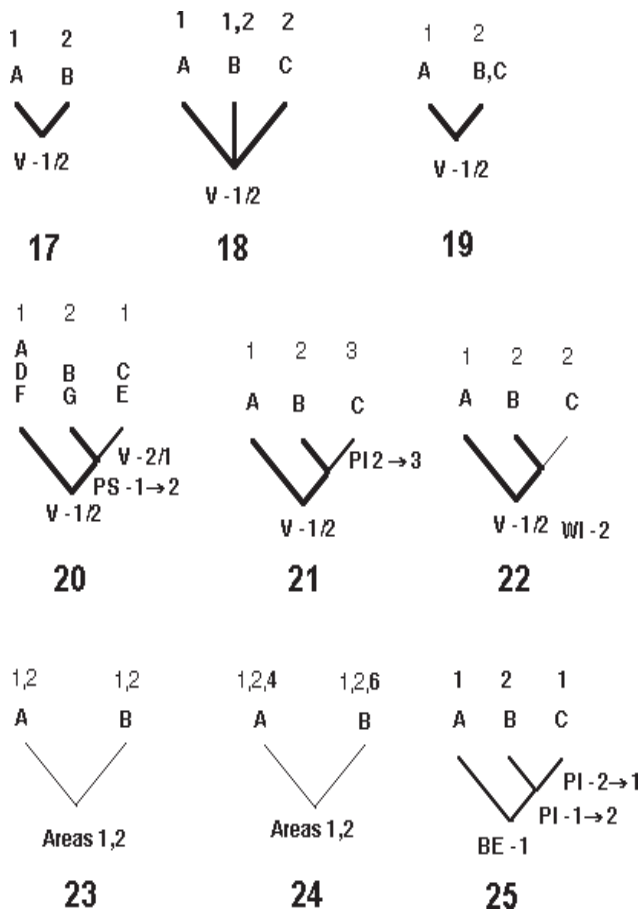 1 2
A B
V - 1/2
17
1 1,2 2
A B C
V - 1/2
18
1 2
A B,C
V - 1/2
19
1 2 1
A
D B C
F G E
V - 2/1
PS - 1→2
V - 1/2
20
1 2 3
A B C
PI 2→3
V - 1/2
21
1 2 2
A B C
V - 1/2 WI - 2
22
1,2 1,2
A B
Areas 1,2
23
1,2,4 1,2,6
A B
Areas 1,2
24
1 2 1
A B C
PI - 2→1
PI - 1→2
BE - 1
25